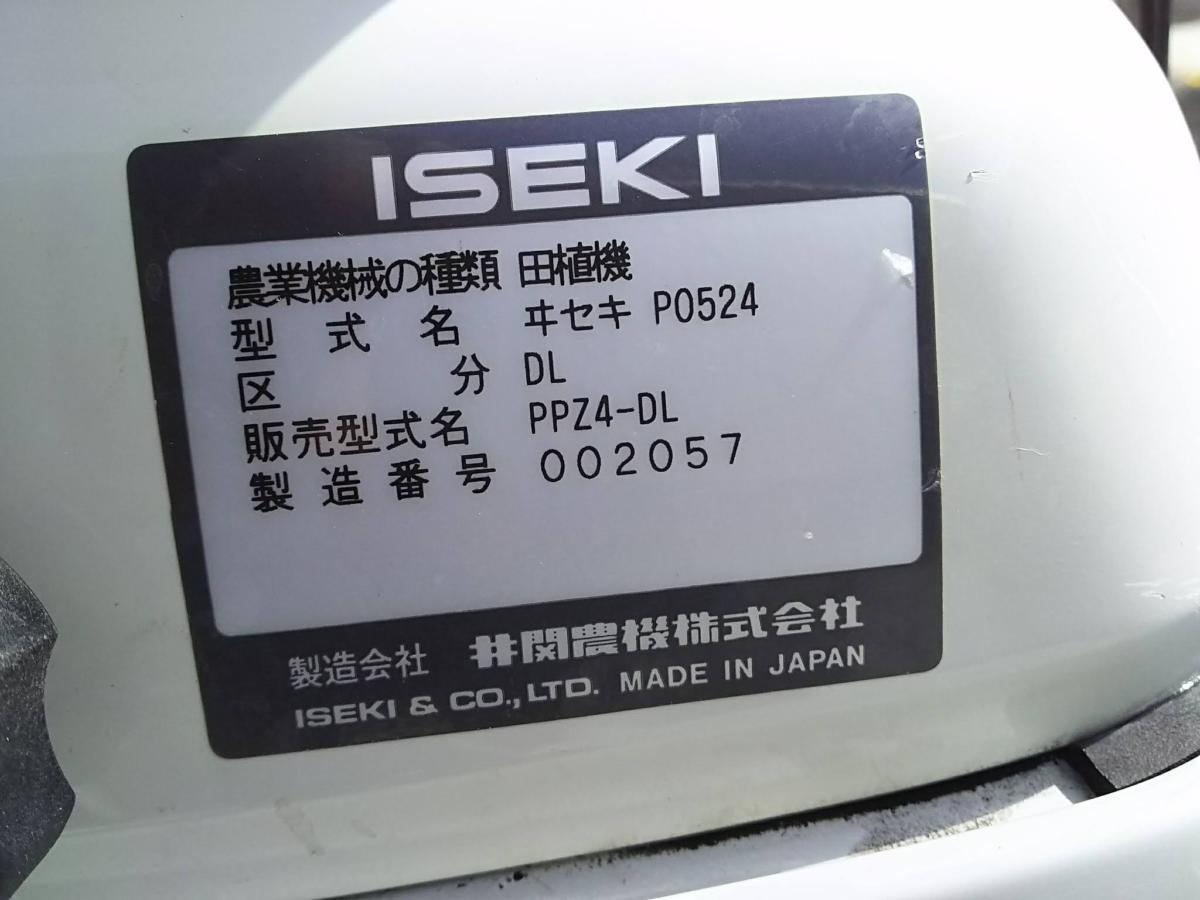 ISEKI
農業機械の種類 田植機
型式名 ヰセキ P0524
区分 DL
販売型式名 PPZ4-DL
製造番号 002057
製造会社 井関農機株式会社
ISEKI & CO., LTD. MADE IN JAPAN